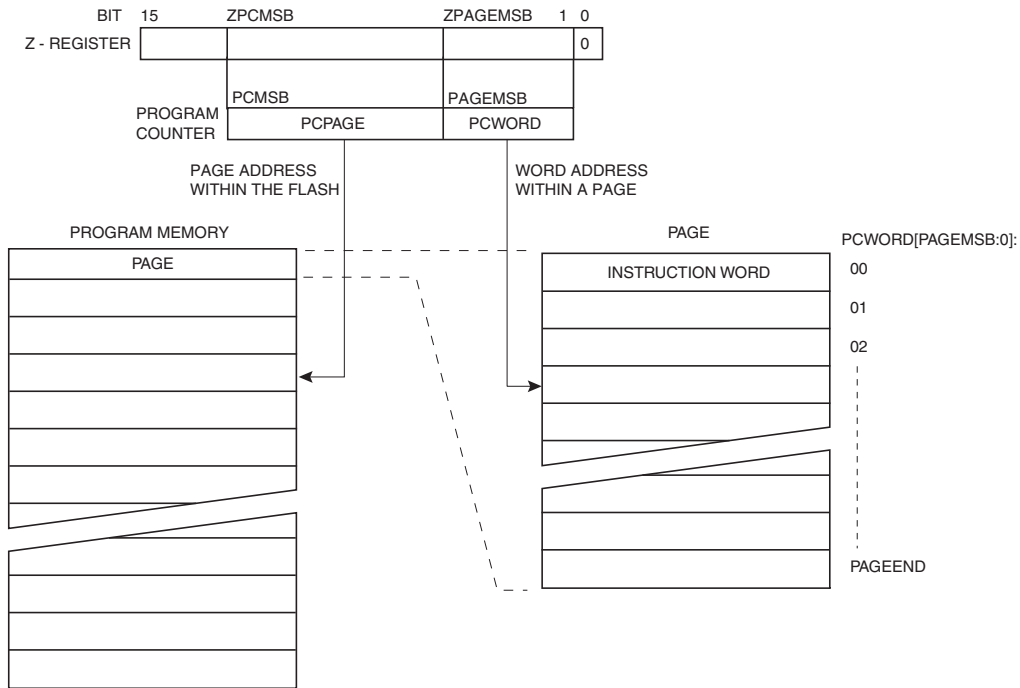 BIT 15 ZPCMSB ZPAGEMSB 1 0
Z - REGISTER 0
PCMSB PAGEMSB
PROGRAM
COUNTER
PCPAGE PCWORD
PAGE ADDRESS
WITHIN THE FLASH
WORD ADDRESS
WITHIN A PAGE
PROGRAM MEMORY
PAGE
PAGE
PCWORD[PAGEMSB:0]:
INSTRUCTION WORD
00
01
02
PAGEEND